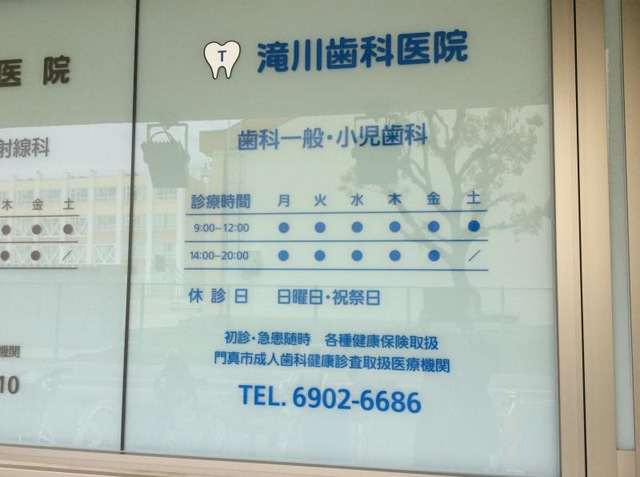 医院
射線科
木 金 土
● ● ●
● ● ／
機関
10
T
滝川歯科医院
歯科一般・小児歯科
診療時間 月 火 水 木 金 土
9:00−12:00 ● ● ● ● ● ●
14:00−20:00 ● ● ● ● ● ／
休診日 日曜日・祝祭日
初診・急患随時 各種健康保険取扱
門真市成人歯科健康診査取扱医療機関
TEL. 6902-6686